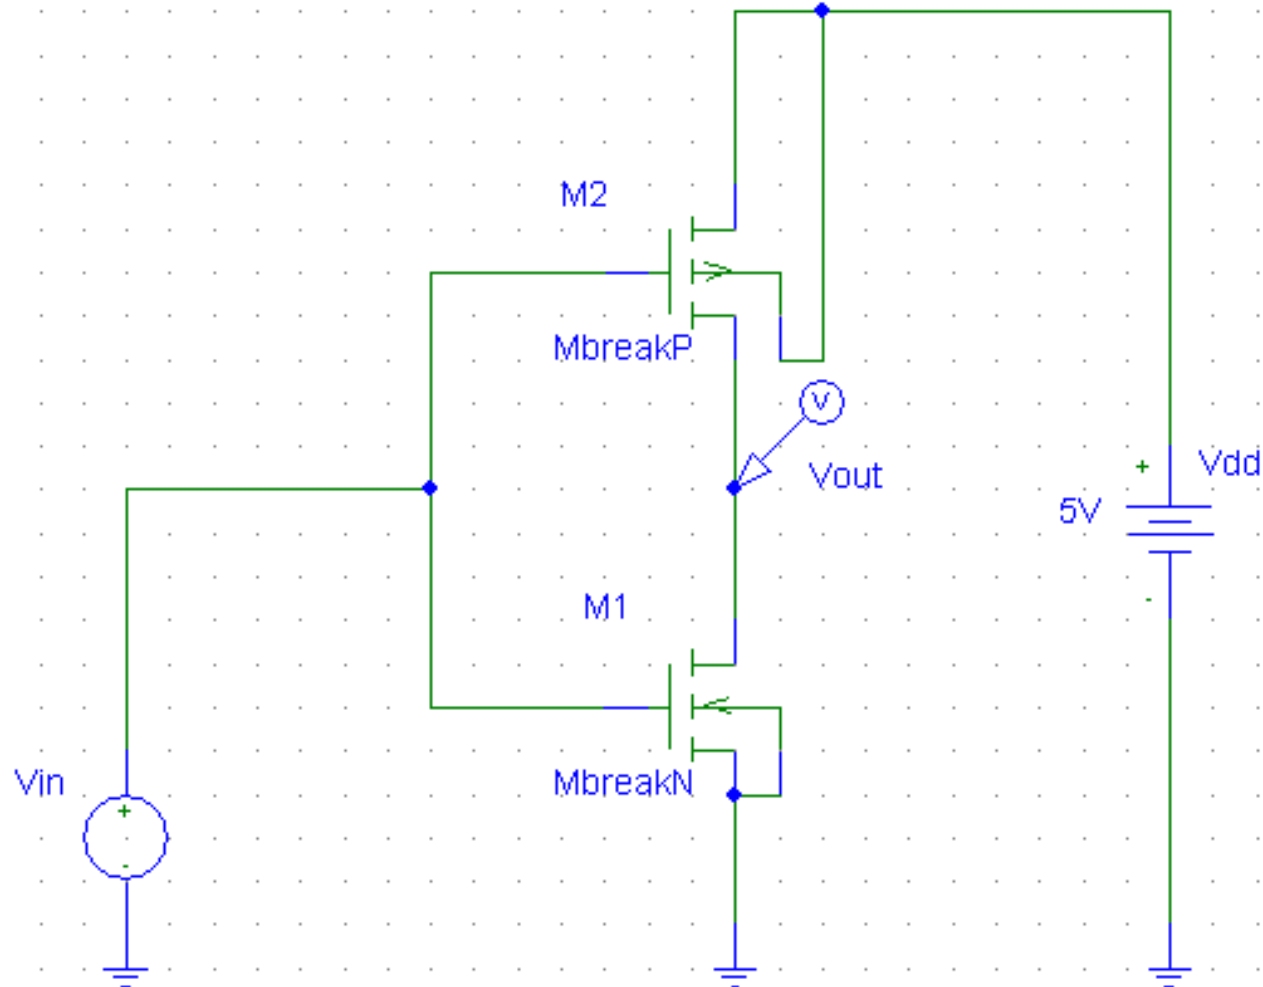 M2
MbreakP
V
Vout
+
Vdd
5V
-
M1
Vin
MbreakN
+
-